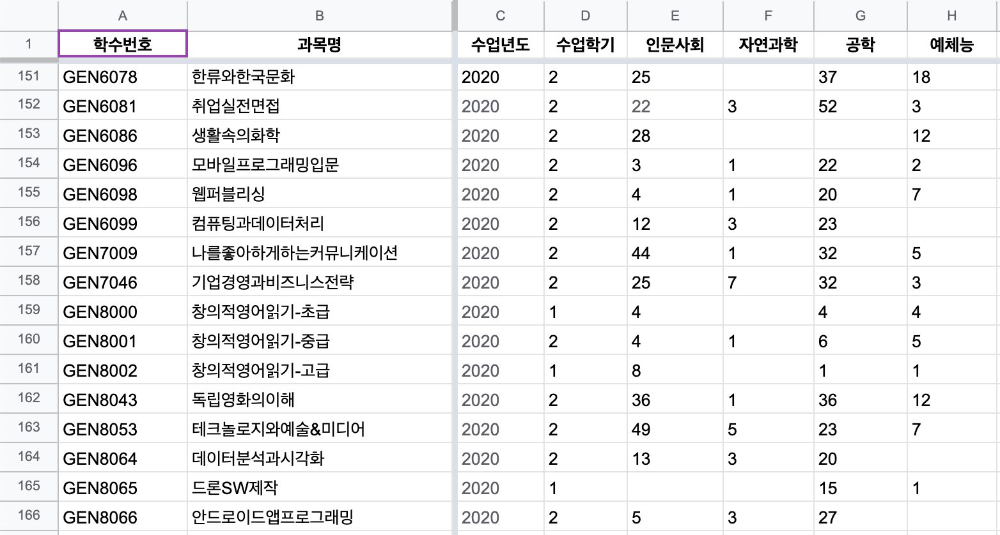 A B C D E F G H
1 학수번호 과목명 수업년도 수업학기 인문사회 자연과학 공학 예체능
151 GEN6078 한류와한국문화 2020 2 25 37 18
152 GEN6081 취업실전면접 2020 2 22 3 52 3
153 GEN6086 생활속의화학 2020 2 28 12
154 GEN6096 모바일프로그래밍입문 2020 2 3 1 22 2
155 GEN6098 웹퍼블리싱 2020 2 4 1 20 7
156 GEN6099 컴퓨팅과데이터처리 2020 2 12 3 23
157 GEN7009 나를좋아하게하는커뮤니케이션 2020 2 44 1 32 5
158 GEN7046 기업경영과비즈니스전략 2020 2 25 7 32 3
159 GEN8000 창의적영어읽기-초급 2020 1 4 4 4
160 GEN8001 창의적영어읽기-중급 2020 2 4 1 6 5
161 GEN8002 창의적영어읽기-고급 2020 1 8 1 1
162 GEN8043 독립영화의이해 2020 2 36 1 36 12
163 GEN8053 테크놀로지와예술&미디어 2020 2 49 5 23 7
164 GEN8064 데이터분석과시각화 2020 2 13 3 20
165 GEN8065 드론SW제작 2020 1 15 1
166 GEN8066 안드로이드앱프로그래밍 2020 2 5 3 27